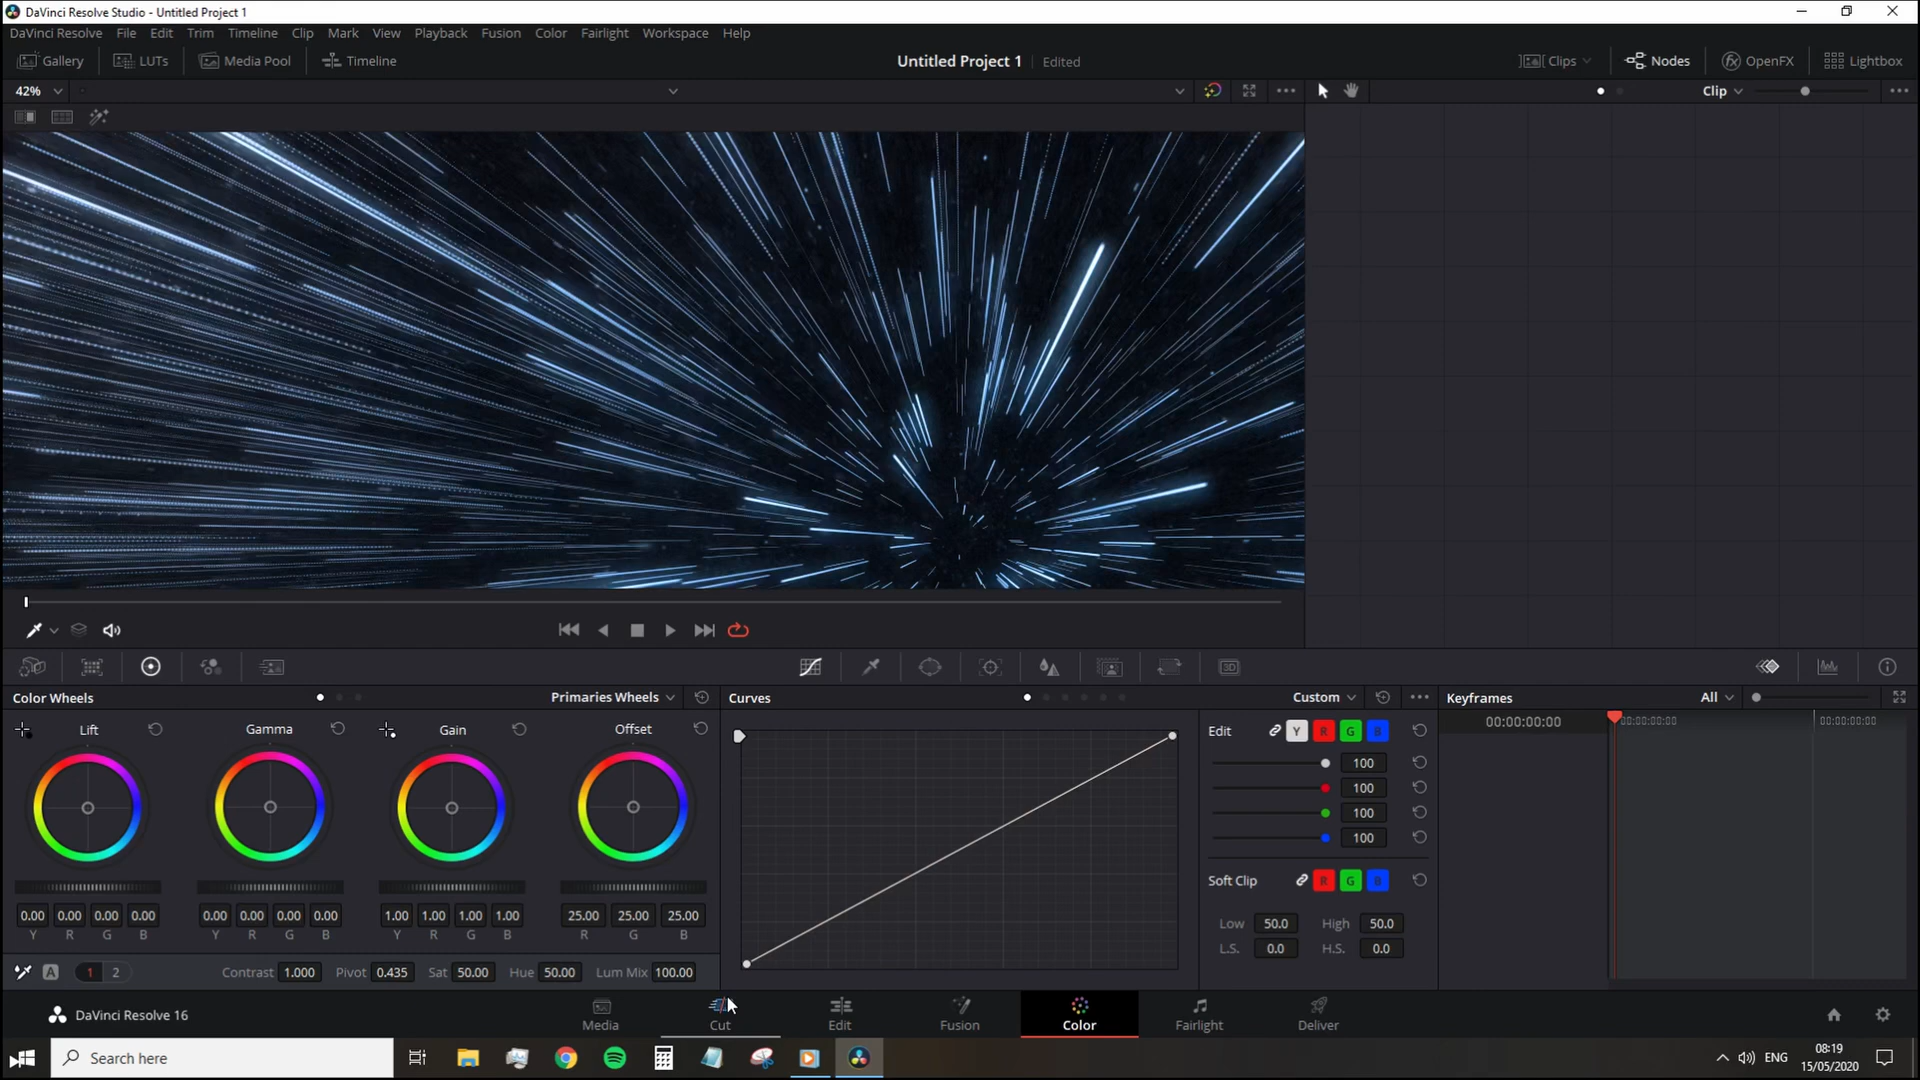 DaVinci Resolve Studio - Untitled Project 1
DaVinci Resolve File Edit Trim Timeline Clip Mark View Playback Fusion Color Fairlight Workspace Help
Gallery LUTs Media Pool Timeline Untitled Project 1 Edited Clips Nodes fx OpenFX Lightbox
42% Clip
3D
Color Wheels Primaries Wheels Curves Custom Keyframes All
Lift Gamma Gain Offset Edit Y R G B 00:00:00:00 00:00:00:00 00:00:00:00
100
100
100
100
Soft Clip R G B
0.00 0.00 0.00 0.00 0.00 0.00 0.00 0.00 1.00 1.00 1.00 1.00 25.00 25.00 25.00 Low 50.0 High 50.0
Y R G B Y R G B Y R G B R G B L.S. 0.0 H.S. 0.0
A 1 2 Contrast 1.000 Pivot 0.435 Sat 50.00 Hue 50.00 Lum Mix 100.00
DaVinci Resolve 16 Media Cut Edit Fusion Color Fairlight Deliver
Search here ENG 08:19
15/05/2020